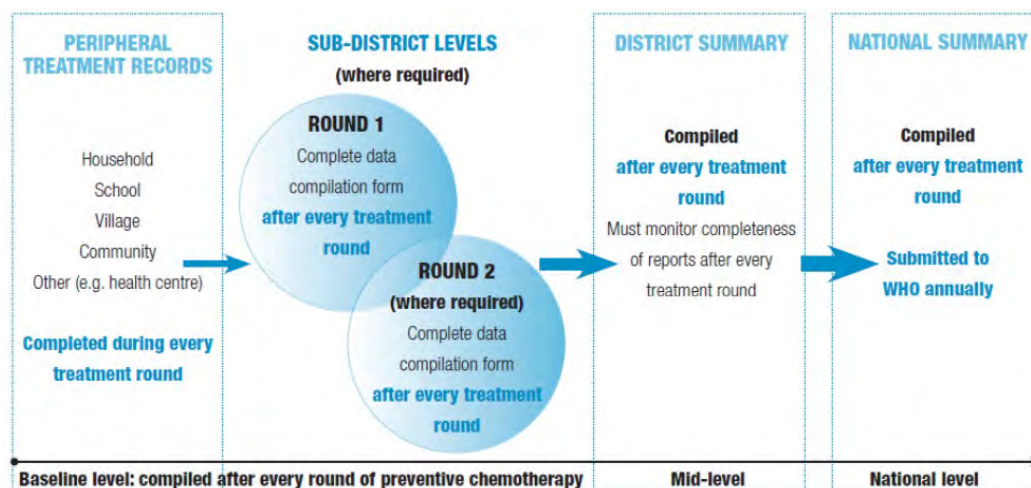 PERIPHERAL
TREATMENT RECORDS
Household
School
Village
Community
Other (e.g. health centre)
Completed during every
treatment round
SUB-DISTRICT LEVELS
(where required)
ROUND 1
Complete data
compilation form
after every treatment
round
ROUND 2
(where required)
Complete data
compilation form
after every treatment
round
DISTRICT SUMMARY
Compiled
after every treatment
round
Must monitor completeness
of reports after every
treatment round
NATIONAL SUMMARY
Compiled
after every treatment
round
Submitted to
WHO annually
Baseline level: compiled after every round of preventive chemotherapy
Mid-level
National level